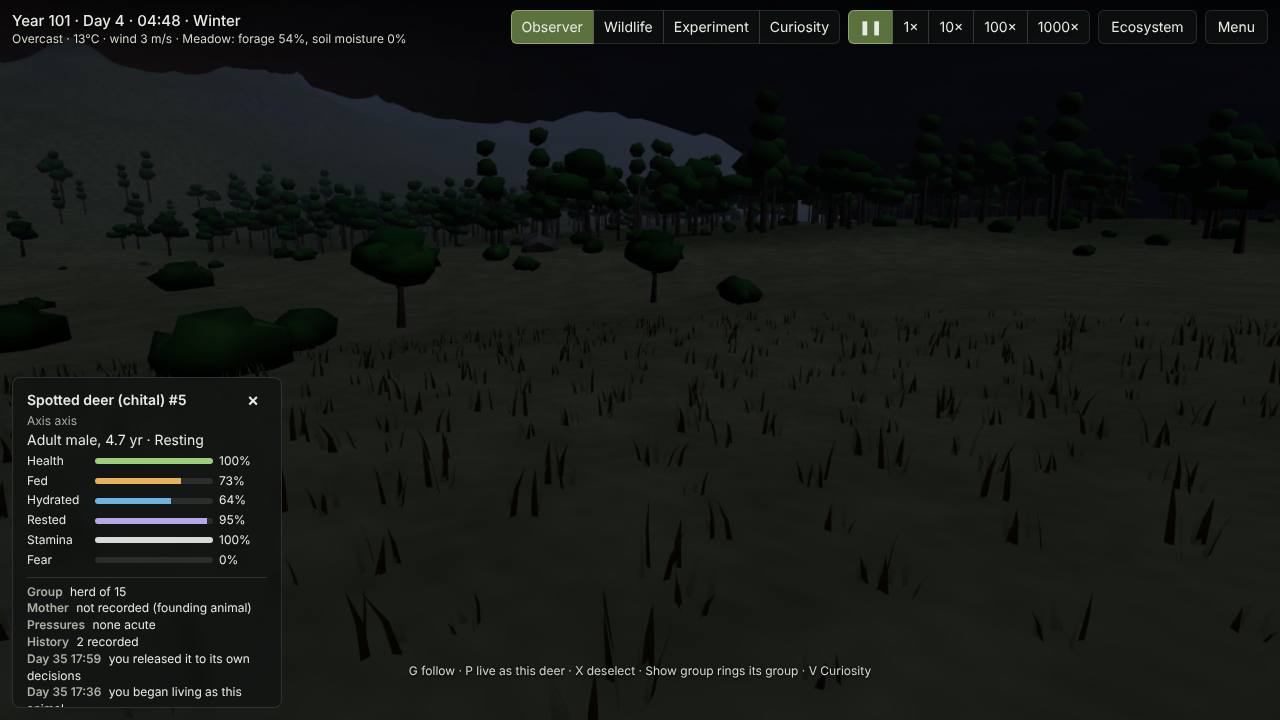 Year 101 · Day 4 · 04:48 · Winter
Overcast · 13°C · wind 3 m/s · Meadow: forage 54%, soil moisture 0%
Observer Wildlife Experiment Curiosity
❚❚ 1× 10× 100× 1000×
Ecosystem
Menu
Spotted deer (chital) #5 ×
Axis axis
Adult male, 4.7 yr · Resting
Health 100%
Fed 73%
Hydrated 64%
Rested 95%
Stamina 100%
Fear 0%
Group herd of 15
Mother not recorded (founding animal)
Pressures none acute
History 2 recorded
Day 35 17:59 you released it to its own
decisions
Day 35 17:36 you began living as this
G follow · P live as this deer · X deselect · Show group rings its group · V Curiosity